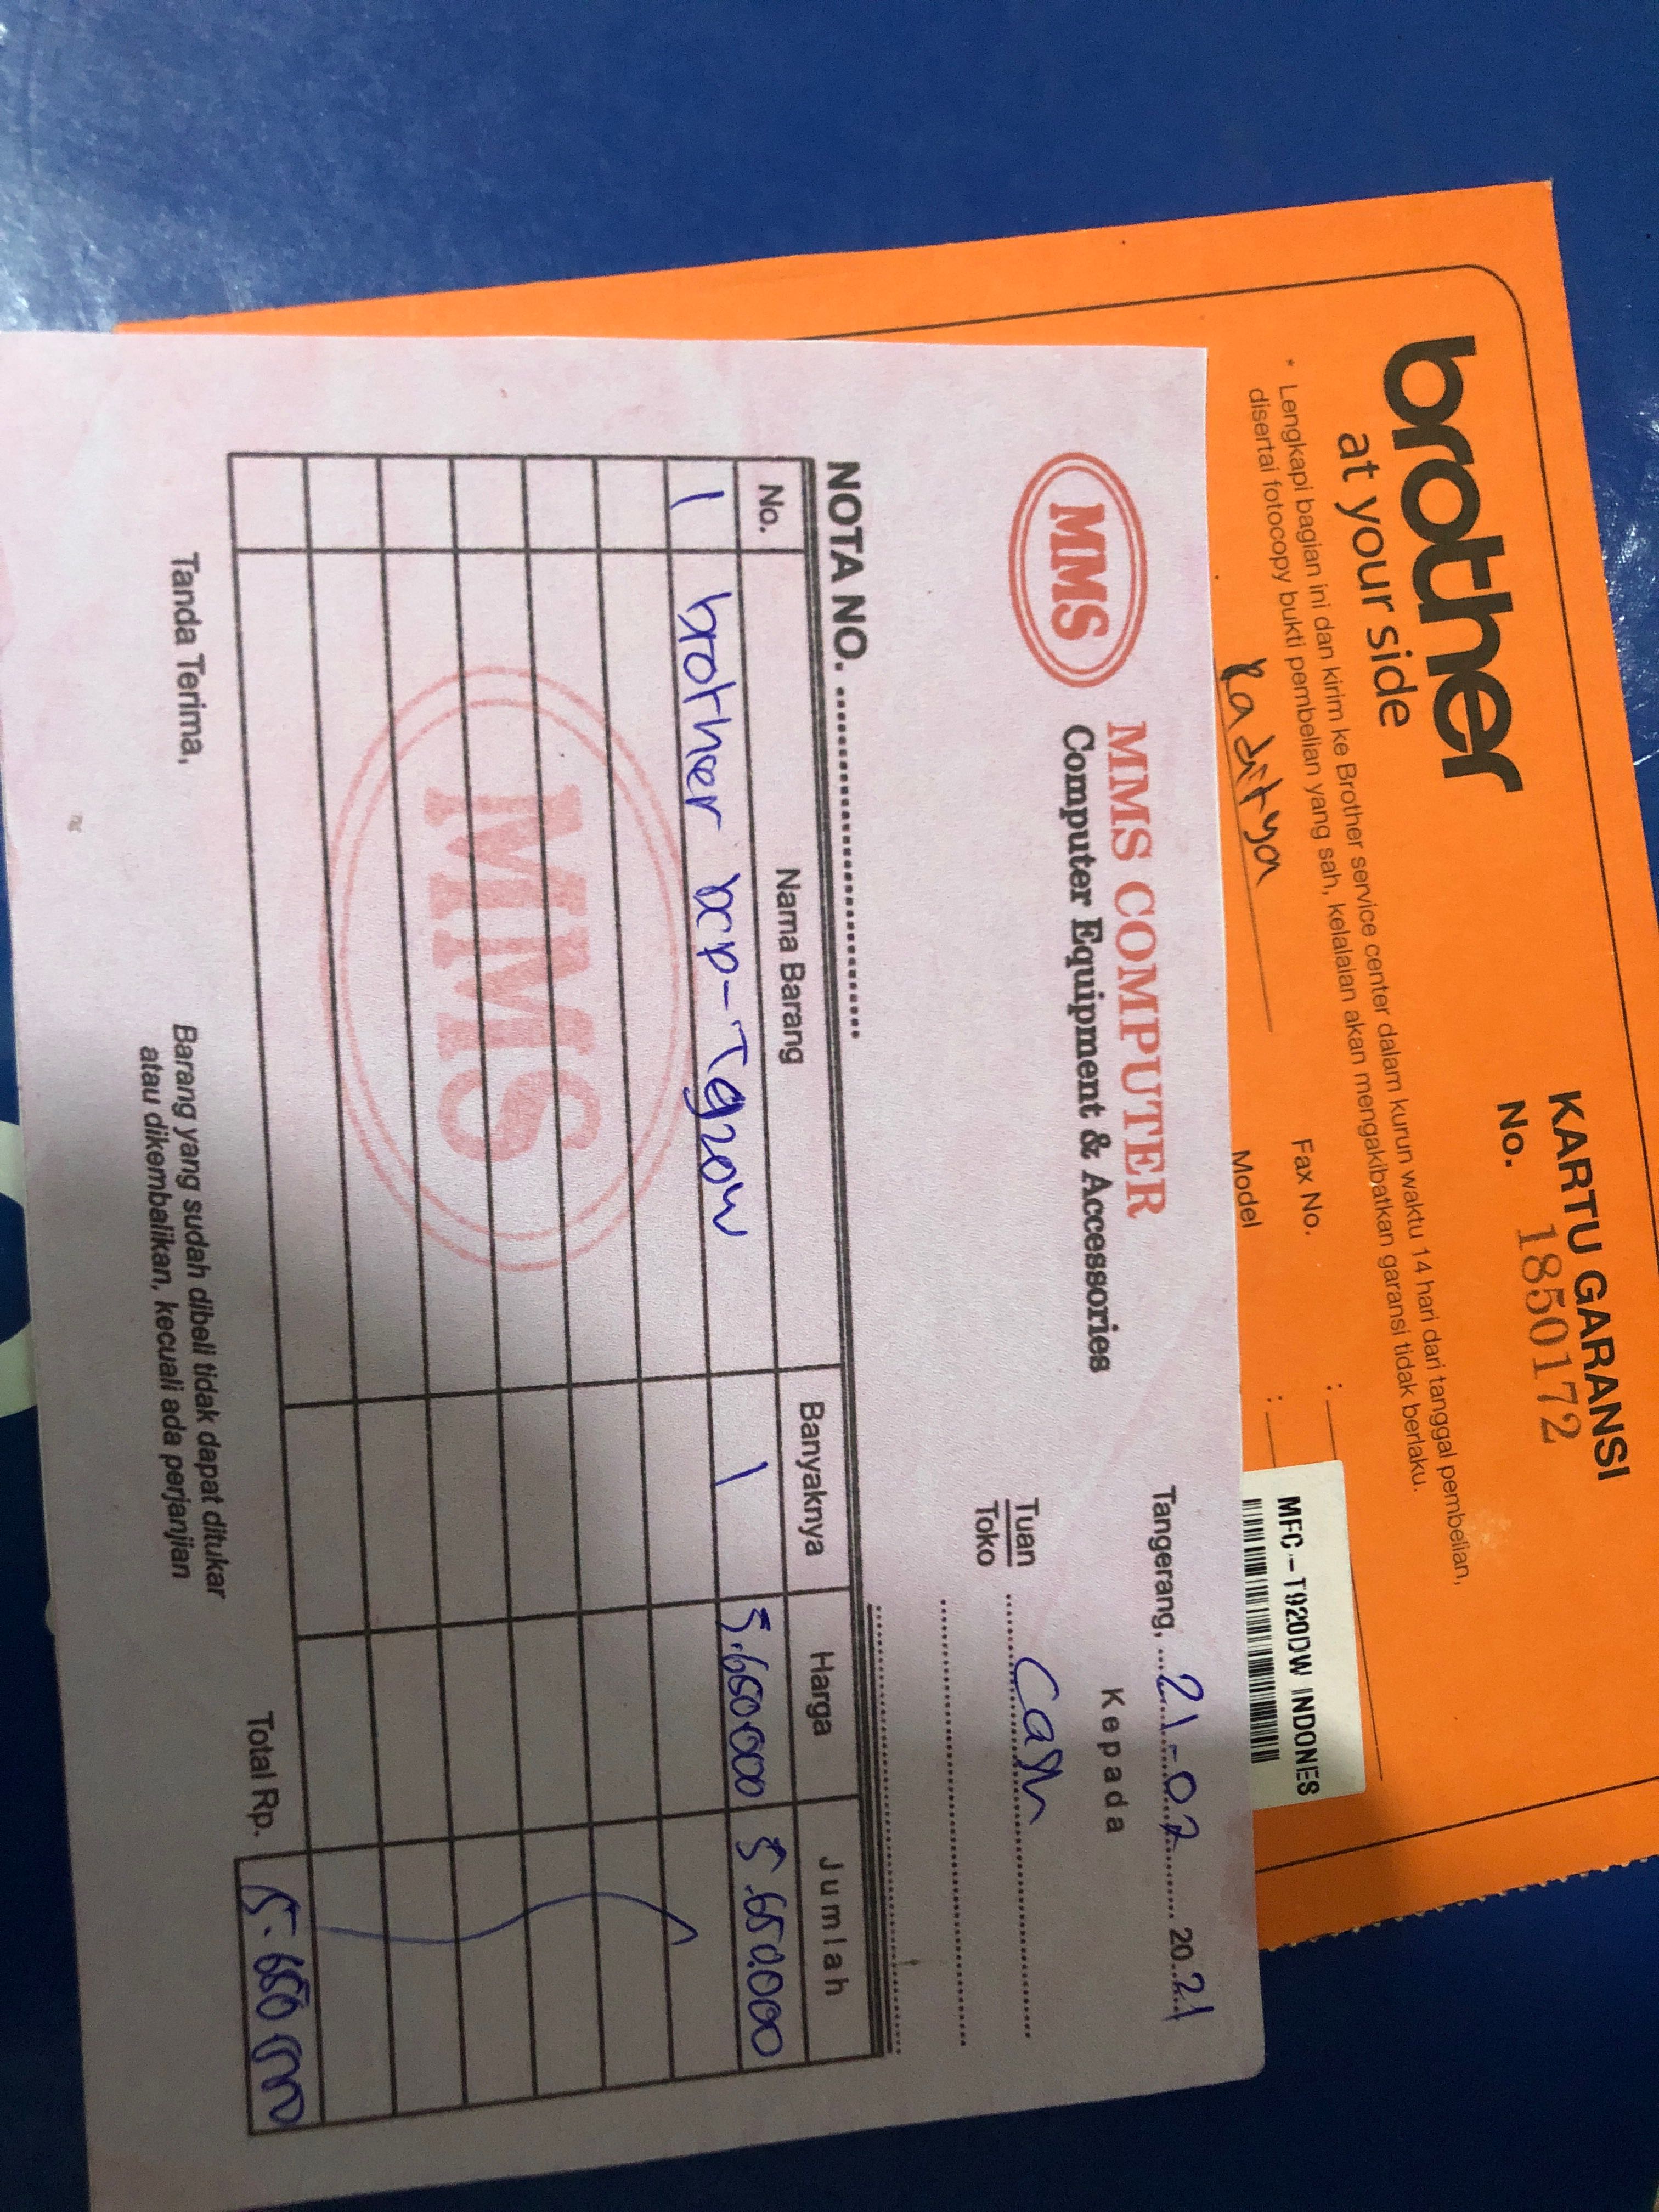 brother
at your side
KARTU GARANSI
No. 1850172
* Lengkapi bagian ini dan kirim ke Brother service center dalam kurun waktu 14 hari dari tanggal pembelian,
disertai fotocopy bukti pembelian yang sah, kelalaian akan mengakibatkan garansi tidak berlaku.
Raditya
Fax No. :
Model :
MFC-T920DW INDONES
MMS
MMS COMPUTER
Computer Equipment & Accessories
Tangerang, 21-02 2021
Kepada
Tuan
Toko
Cash
NOTA NO.
No. Nama Barang Banyaknya Harga Jumlah
1 brother DCP-T920W 1 5.650000 5.650.000
MMS
Total Rp. 5.650 000
Tanda Terima,
Barang yang sudah dibeli tidak dapat ditukar
atau dikembalikan, kecuali ada perjanjian